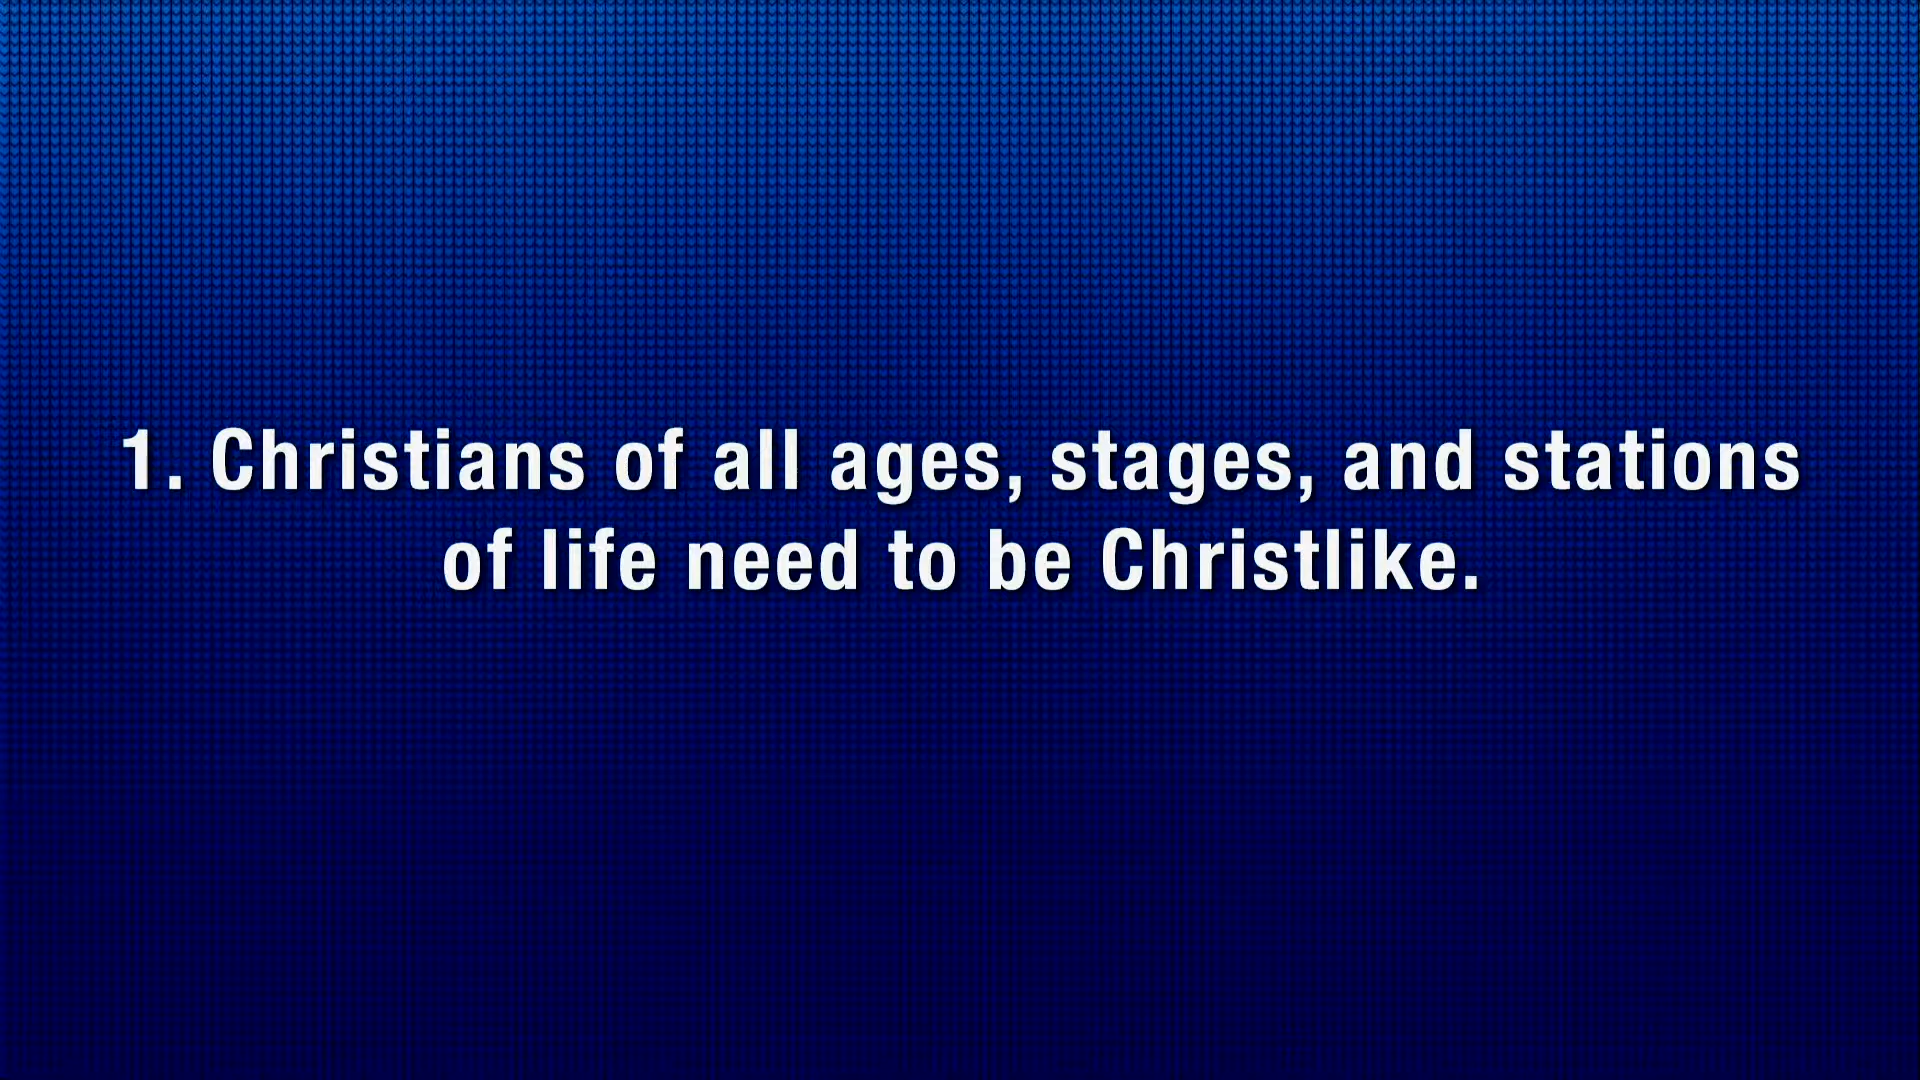 1. Christians of all ages, stages, and stations
of life need to be Christlike.